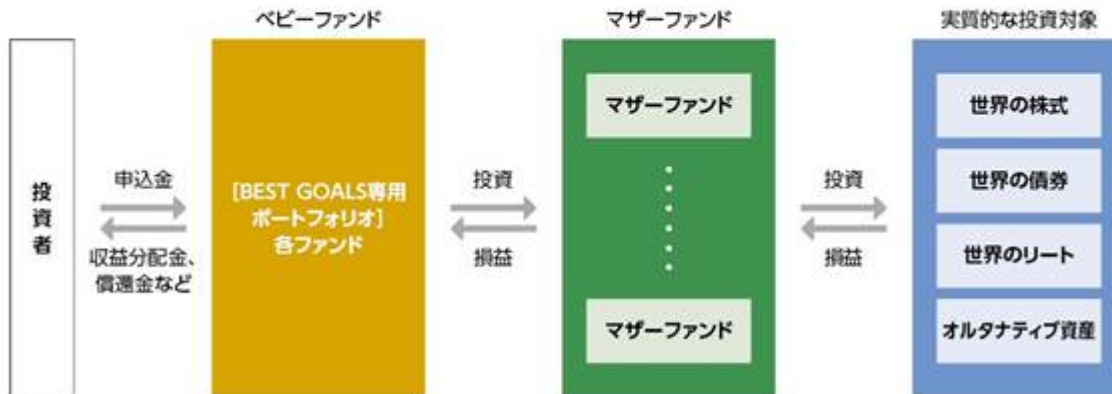 ベビーファンド
マザーファンド
実質的な投資対象
投資者
申込金
収益分配金、
償還金など
[BEST GOALS専用
ポートフォリオ]
各ファンド
投資
損益
マザーファンド
マザーファンド
投資
損益
世界の株式
世界の債券
世界のリート
オルタナティブ資産